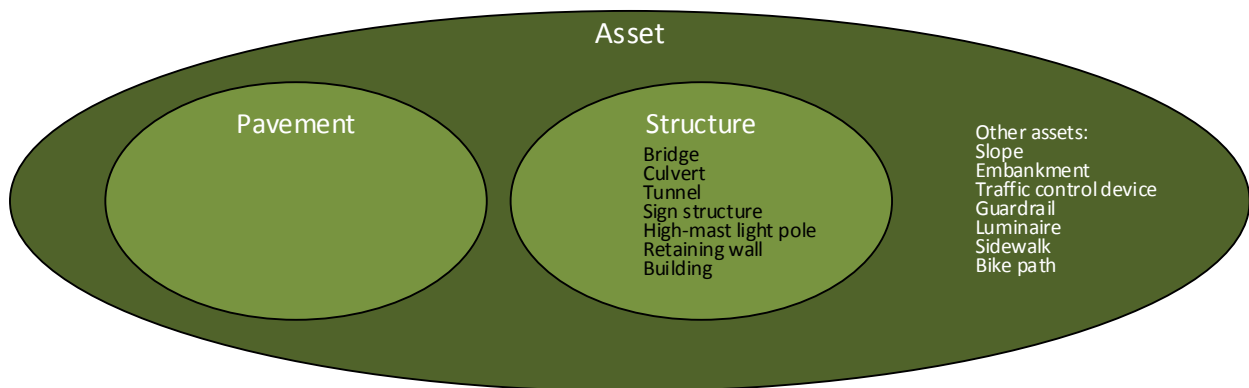 Asset
Pavement
Structure
Bridge
Culvert
Tunnel
Sign structure
High-mast light pole
Retaining wall
Building
Other assets:
Slope
Embankment
Traffic control device
Guardrail
Luminaire
Sidewalk
Bike path